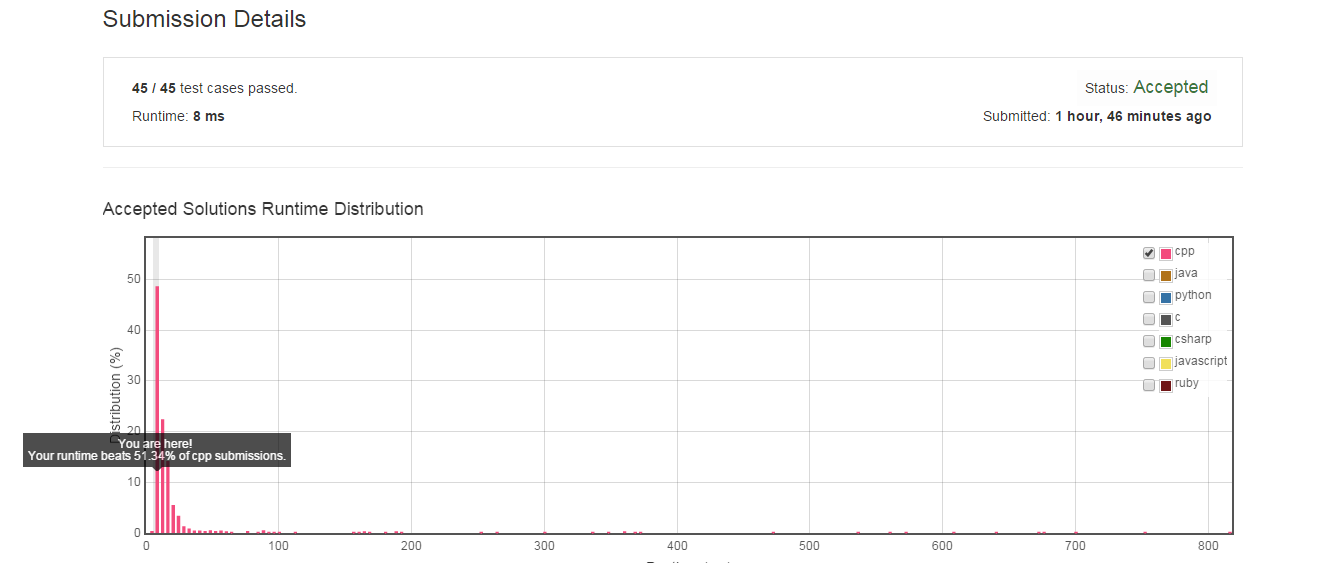 Submission Details
45 / 45 test cases passed.
Status: Accepted
Runtime: 8 ms
Submitted: 1 hour, 46 minutes ago
Accepted Solutions Runtime Distribution
cpp
java
python
c
csharp
javascript
ruby
Distribution (%)
50
40
30
20
10
0
You are here!
Your runtime beats 51.34% of cpp submissions.
0 100 200 300 400 500 600 700 800